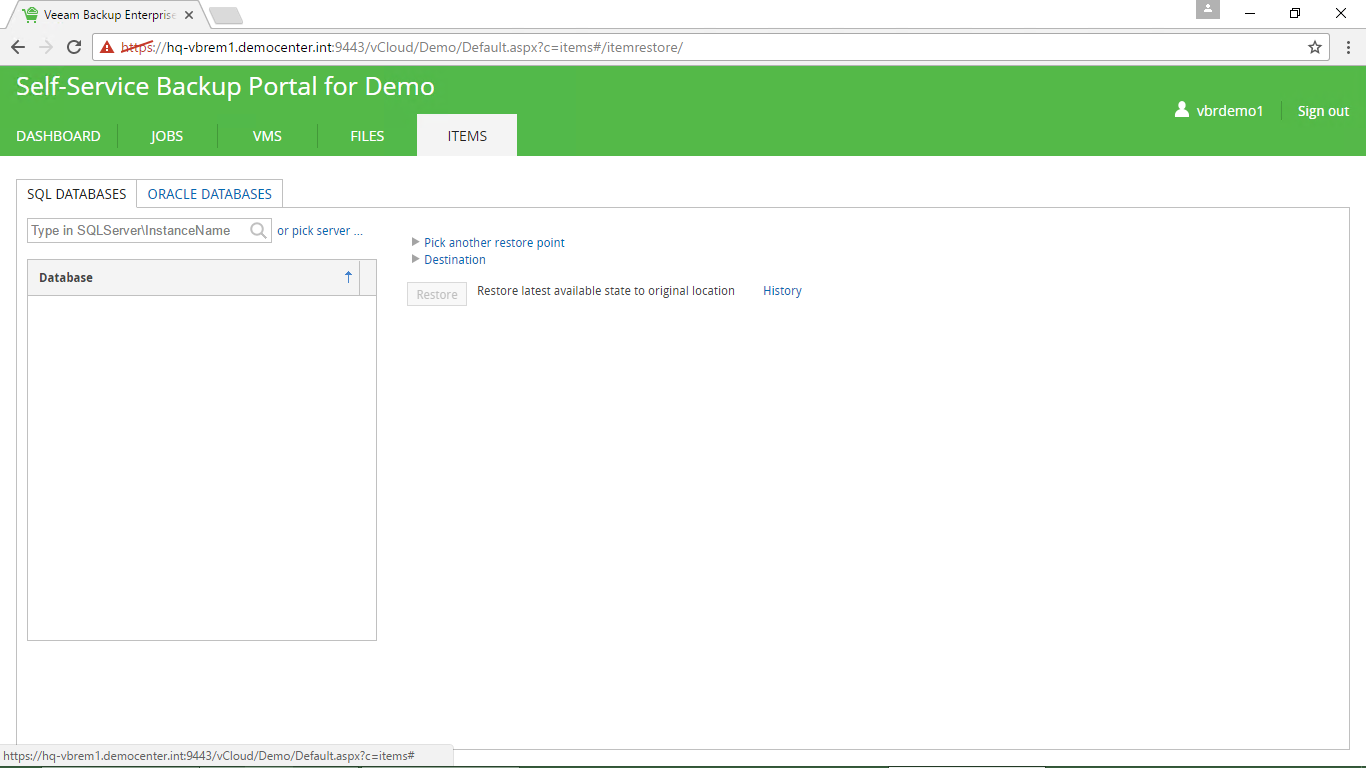 Veeam Backup Enterprise
https://hq-vbrem1.democenter.int:9443/vCloud/Demo/Default.aspx?c=items#/itemrestore/
Self-Service Backup Portal for Demo
vbrdemo1
Sign out
DASHBOARD
JOBS
VMS
FILES
ITEMS
SQL DATABASES
ORACLE DATABASES
Type in SQLServer\InstanceName
or pick server ...
Pick another restore point
Destination
Database
Restore
Restore latest available state to original location
History
https://hq-vbrem1.democenter.int:9443/vCloud/Demo/Default.aspx?c=items#